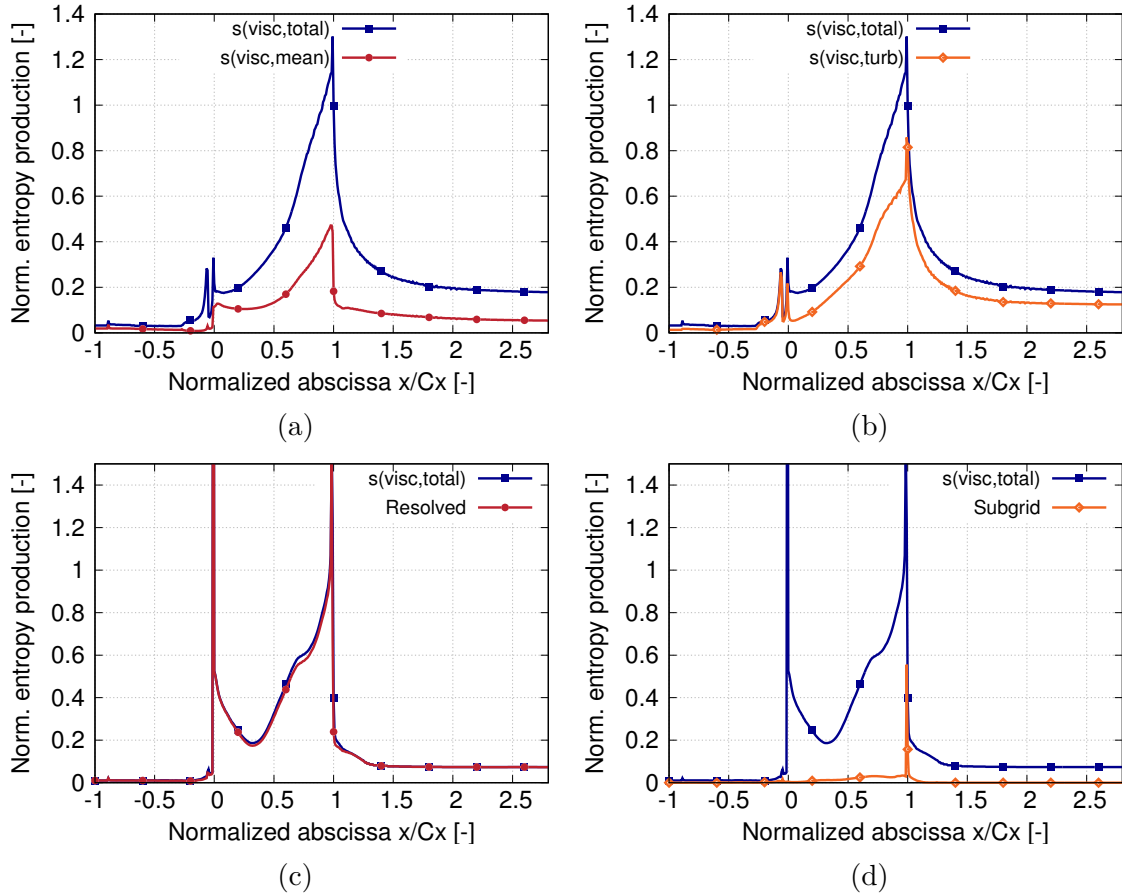 Norm. entropy production [-]
1.4
1.2
1
0.8
0.6
0.4
0.2
0
s(visc,total)
s(visc,mean)
-1 -0.5 0 0.5 1 1.5 2 2.5
Normalized abscissa x/Cx [-]
(a)
Norm. entropy production [-]
1.4
1.2
1
0.8
0.6
0.4
0.2
0
s(visc,total)
s(visc,turb)
-1 -0.5 0 0.5 1 1.5 2 2.5
Normalized abscissa x/Cx [-]
(b)
Norm. entropy production [-]
1.4
1.2
1
0.8
0.6
0.4
0.2
0
s(visc,total)
Resolved
-1 -0.5 0 0.5 1 1.5 2 2.5
Normalized abscissa x/Cx [-]
(c)
Norm. entropy production [-]
1.4
1.2
1
0.8
0.6
0.4
0.2
0
s(visc,total)
Subgrid
-1 -0.5 0 0.5 1 1.5 2 2.5
Normalized abscissa x/Cx [-]
(d)